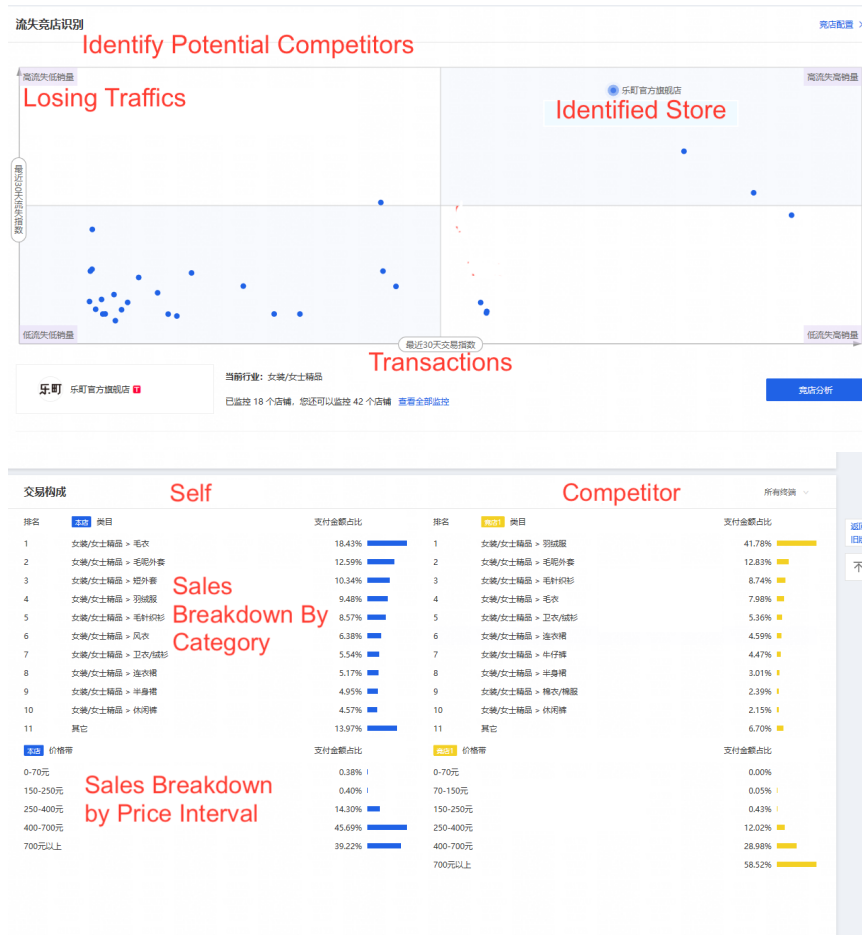 流失竞店识别
竞店配置 >
Identify Potential Competitors
高流失低销量
高流失高销量
Losing Traffics
乐町官方旗舰店
Identified Store
最近30天流失指数
低流失低销量
低流失高销量
最近30天交易指数
Transactions
乐町 乐町官方旗舰店 T
当前行业: 女装/女士精品
已监控 18 个店铺, 您还可以监控 42 个店铺 查看全部监控
竞店分析
交易构成
Self
Competitor
所有终端
排名 本店 类目 支付金额占比
1 女装/女士精品 > 毛衣 18.43%
2 女装/女士精品 > 毛呢外套 12.59%
3 女装/女士精品 > 短外套 10.34%
4 女装/女士精品 > 羽绒服 9.48%
5 女装/女士精品 > 毛针织衫 8.57%
6 女装/女士精品 > 风衣 6.38%
7 女装/女士精品 > 卫衣/绒衫 5.54%
8 女装/女士精品 > 连衣裙 5.17%
9 女装/女士精品 > 半身裙 4.95%
10 女装/女士精品 > 休闲裤 4.57%
11 其它 13.97%
Sales
Breakdown By
Category
排名 竞店1 类目 支付金额占比
1 女装/女士精品 > 羽绒服 41.78%
2 女装/女士精品 > 毛呢外套 12.83%
3 女装/女士精品 > 毛针织衫 8.74%
4 女装/女士精品 > 毛衣 7.98%
5 女装/女士精品 > 卫衣/绒衫 5.36%
6 女装/女士精品 > 连衣裙 4.59%
7 女装/女士精品 > 牛仔裤 4.47%
8 女装/女士精品 > 半身裙 3.01%
9 女装/女士精品 > 棉衣/棉服 2.39%
10 女装/女士精品 > 休闲裤 2.15%
11 其它 6.70%
本店 价格带 支付金额占比
0-70元 0.38%
150-250元 0.40%
250-400元 14.30%
400-700元 45.69%
700元以上 39.22%
Sales Breakdown
by Price Interval
竞店1 价格带 支付金额占比
0-70元 0.00%
70-150元 0.05%
150-250元 0.43%
250-400元 12.02%
400-700元 28.98%
700元以上 58.52%